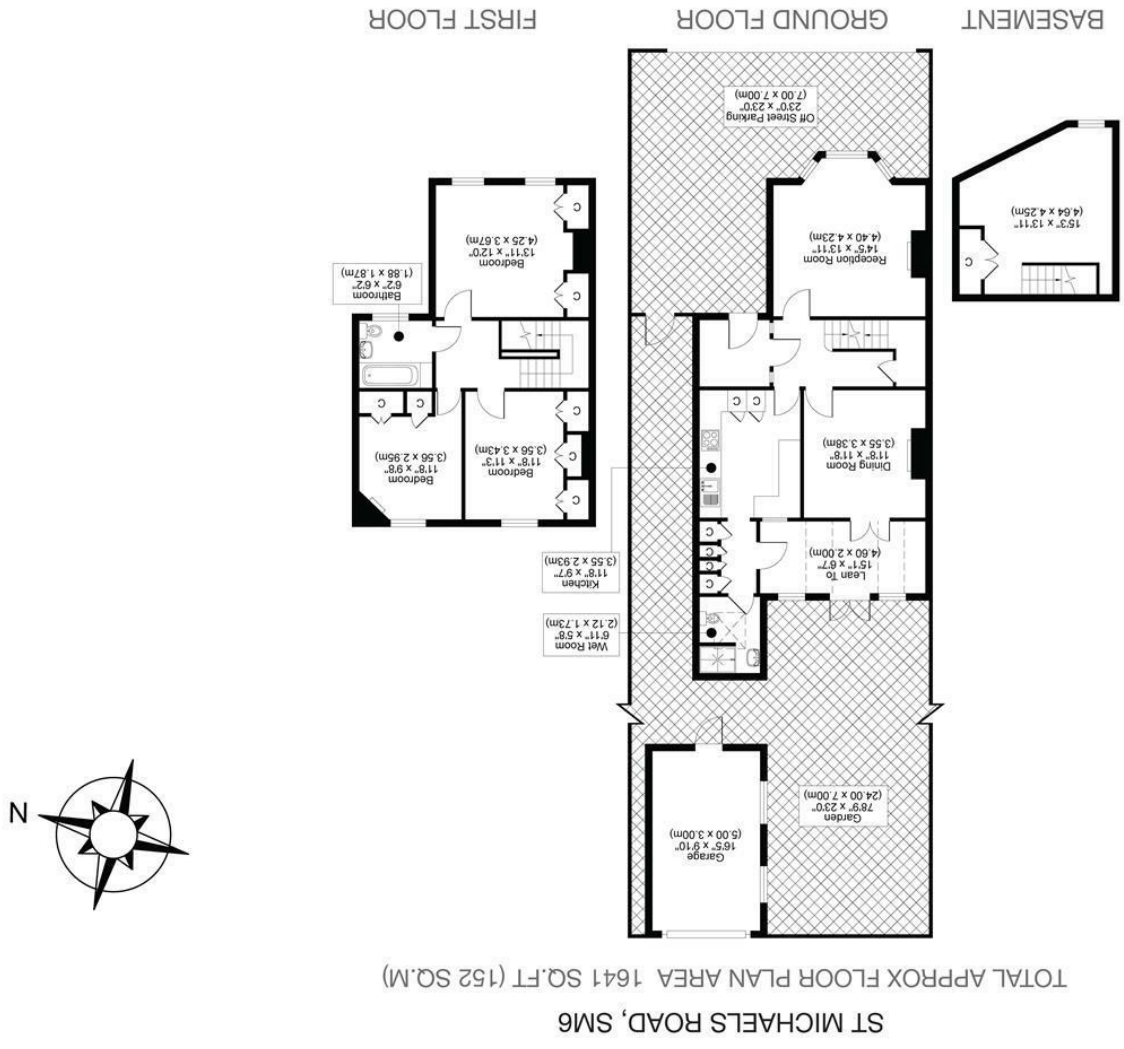 ST MICHAELS ROAD, SM6
TOTAL APPROX FLOOR PLAN AREA 1641 SQ.FT (152 SQ.M)
Garage
16'5" x 9'10"
(5.00 x 3.00m)
Garden
78'9" x 23'0"
(24.00 x 7.00m)
N
Wet Room
6'11" x 5'8"
(2.12 x 1.73m)
Kitchen
11'8" x 9'7"
(3.55 x 2.93m)
C
C
C
C
Lean To
15'1" x 6'7"
(4.60 x 2.00m)
Dining Room
11'8" x 11'8"
(3.55 x 3.38m)
C C
Reception Room
14'5" x 13'11"
(4.40 x 4.23m)
Off Street Parking
23'0" x 23'0"
(7.00 x 7.00m)
C
C
C
Bedroom
11'8" x 11'3"
(3.56 x 3.43m)
Bedroom
11'8" x 9'8"
(3.56 x 2.95m)
C C
Bathroom
6'2" x 6'2"
(1.88 x 1.87m)
C
C
Bedroom
13'11" x 12'0"
(4.25 x 3.67m)
C
15'3" x 13'11"
(4.64 x 4.25m)
BASEMENT
GROUND FLOOR
FIRST FLOOR